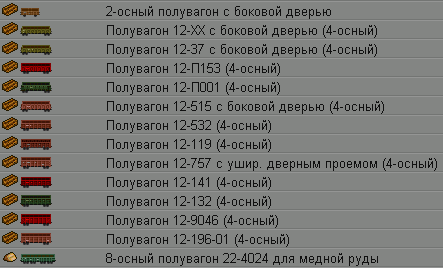 2-осный полувагон с боковой дверью
Полувагон 12-ХХ с боковой дверью (4-осный)
Полувагон 12-37 с боковой дверью (4-осный)
Полувагон 12-П153 (4-осный)
Полувагон 12-П001 (4-осный)
Полувагон 12-515 с боковой дверью (4-осный)
Полувагон 12-532 (4-осный)
Полувагон 12-119 (4-осный)
Полувагон 12-757 с ушир. дверным проемом (4-осный)
Полувагон 12-141 (4-осный)
Полувагон 12-132 (4-осный)
Полувагон 12-9046 (4-осный)
Полувагон 12-196-01 (4-осный)
8-осный полувагон 22-4024 для медной руды